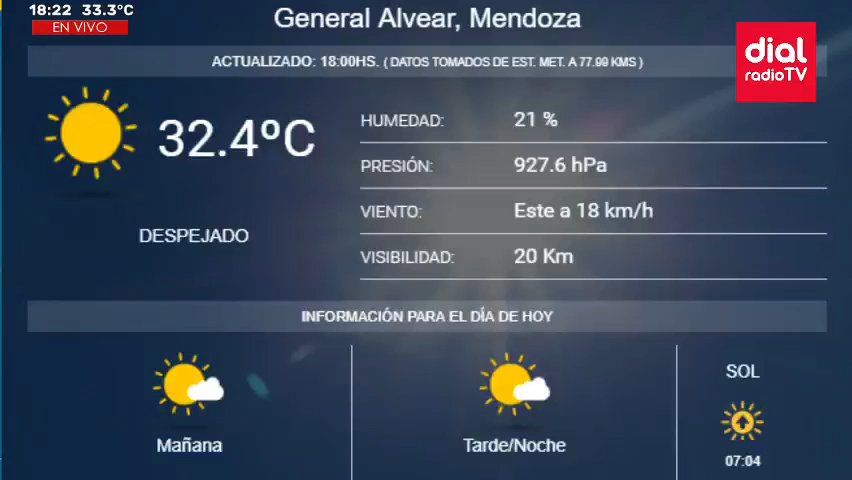 18:22 33.3°C
EN VIVO
General Alvear, Mendoza
dial
radioTV
ACTUALIZADO: 18:00HS. ( DATOS TOMADOS DE EST. MET. A 77.99 KMS )
32.4ºC
DESPEJADO
HUMEDAD: 21 %
PRESIÓN: 927.6 hPa
VIENTO: Este a 18 km/h
VISIBILIDAD: 20 Km
INFORMACIÓN PARA EL DÍA DE HOY
Mañana
Tarde/Noche
SOL
07:04